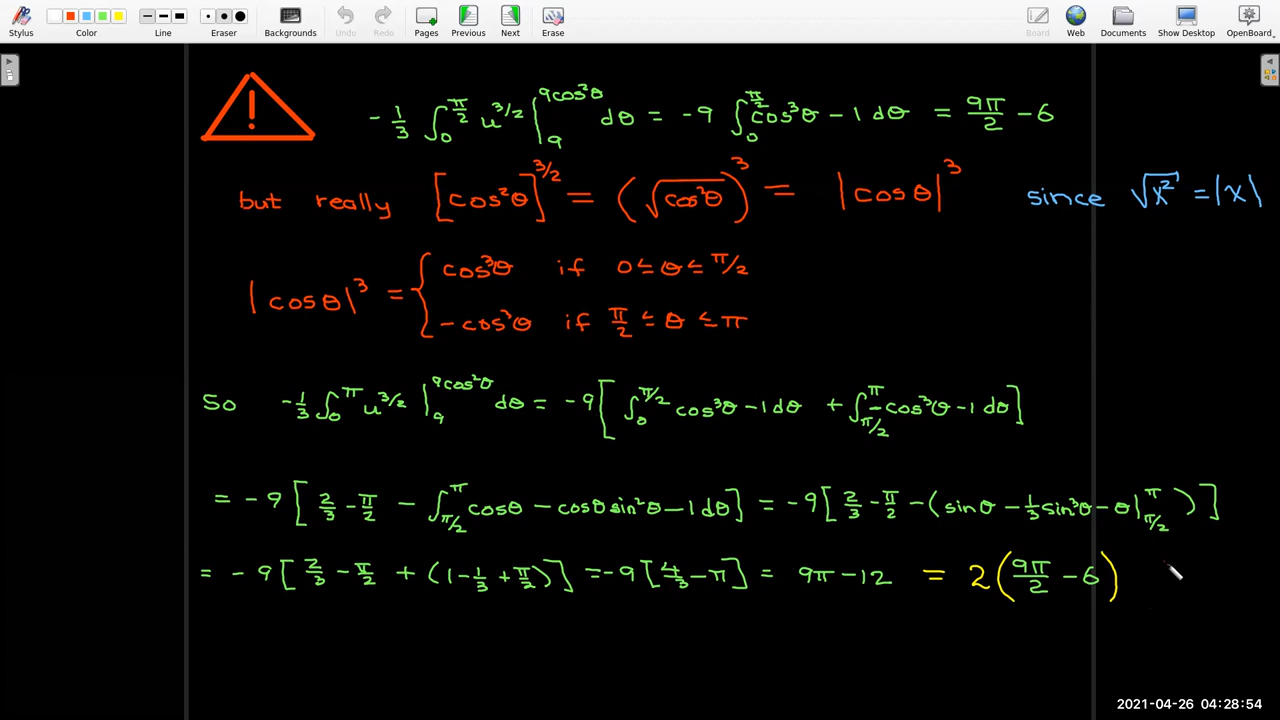 Stylus Color Line Eraser Backgrounds Undo Redo Pages Previous Next Erase Board Web Documents Show Desktop OpenBoard
! -1/3 ∫_0^{π/2} u^{3/2} |_9^{9cos²θ} dθ = -9 ∫_0^{π/2} cos³θ - 1 dθ = 9π/2 - 6
but really [cos²θ]^{3/2} = (√cos²θ)³ = |cosθ|³ since √x² = |x|
|cosθ|³ = { cos³θ if 0 ≤ θ ≤ π/2
-cos³θ if π/2 ≤ θ ≤ π
So -1/3 ∫_0^π u^{3/2} |_9^{9cos²θ} dθ = -9[∫_0^{π/2} cos³θ - 1 dθ + ∫_{π/2}^π -cos³θ - 1 dθ]
= -9[2/3 - π/2 - ∫_{π/2}^π cosθ - cosθ sin²θ - 1 dθ] = -9[2/3 - π/2 - (sinθ - 1/3 sin³θ - θ|_{π/2}^π)]
= -9[2/3 - π/2 + (1 - 1/3 + π/2)] = -9[4/3 - π] = 9π - 12 = 2(9π/2 - 6)
2021-04-26 04:28:54